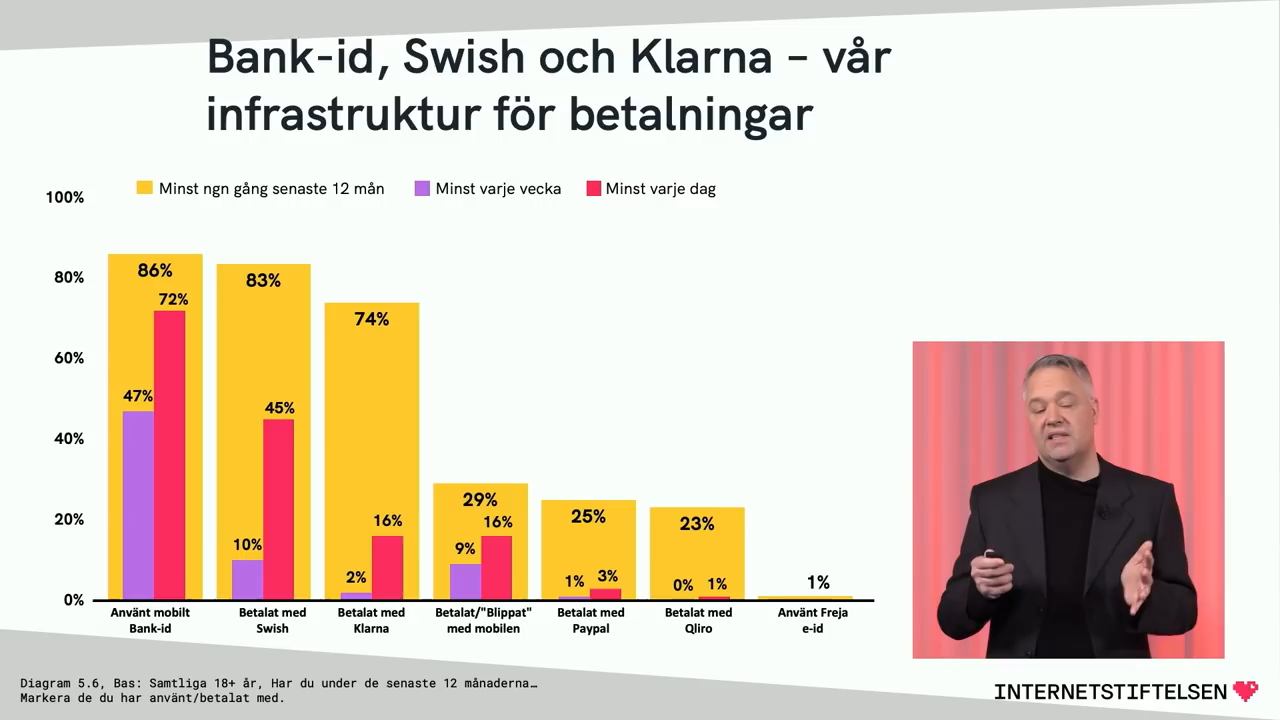 Bank-id, Swish och Klarna – vår
infrastruktur för betalningar
Minst ngn gång senaste 12 mån
Minst varje vecka
Minst varje dag
100%
80%
60%
40%
20%
0%
86%
72%
47%
83%
45%
10%
74%
16%
2%
29%
16%
9%
25%
1%
3%
23%
0%
1%
1%
Använt mobilt
Bank-id
Betalat med
Swish
Betalat med
Klarna
Betalat/"Blippat"
med mobilen
Betalat med
Paypal
Betalat med
Qliro
Använt Freja
e-id
Diagram 5.6, Bas: Samtliga 18+ år, Har du under de senaste 12 månaderna…
Markera de du har använt/betalat med.
INTERNETSTIFTELSEN